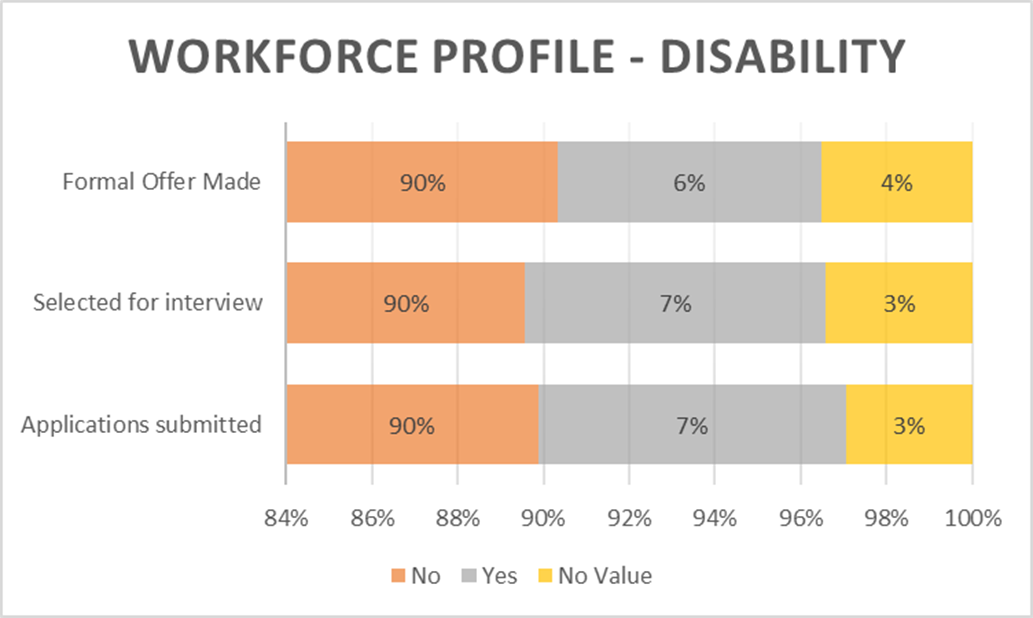 WORKFORCE PROFILE - DISABILITY
Formal Offer Made 90% 6% 4%
Selected for interview 90% 7% 3%
Applications submitted 90% 7% 3%
84% 86% 88% 90% 92% 94% 96% 98% 100%
No Yes No Value